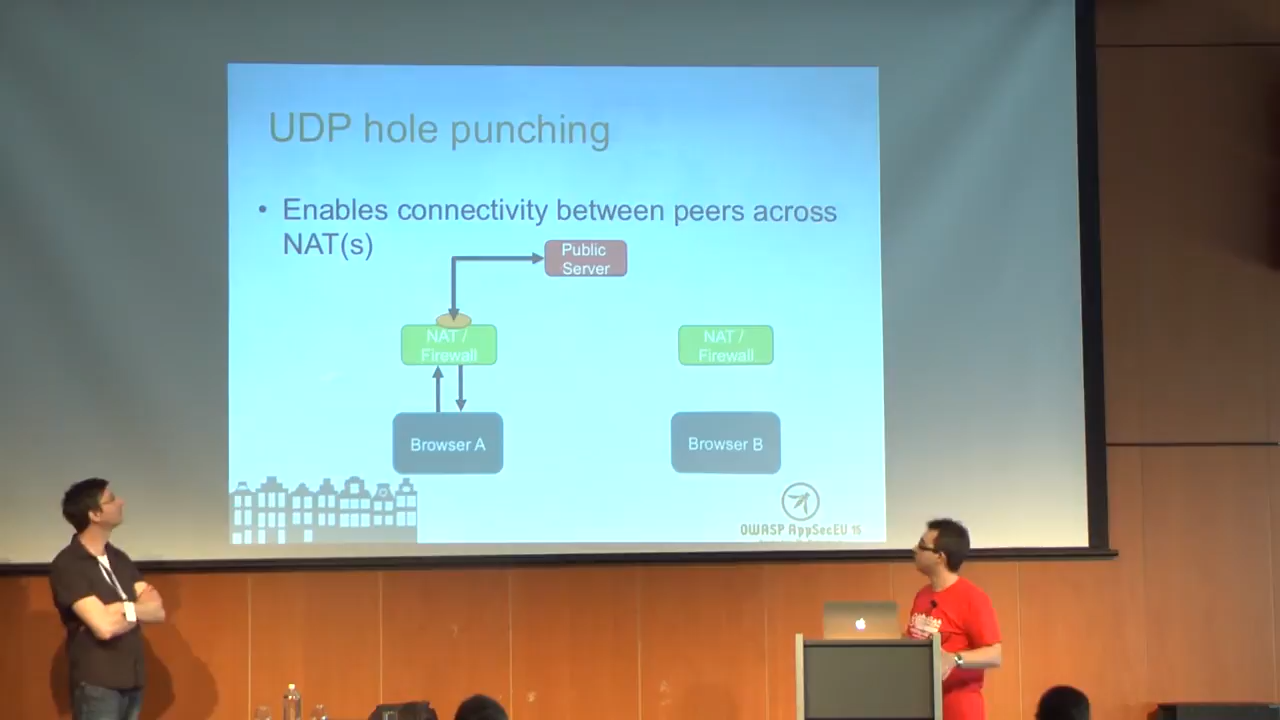 UDP hole punching
• Enables connectivity between peers across
NAT(s)
Public
Server
NAT /
Firewall
NAT /
Firewall
Browser A
Browser B
OWASP AppSecEU 15